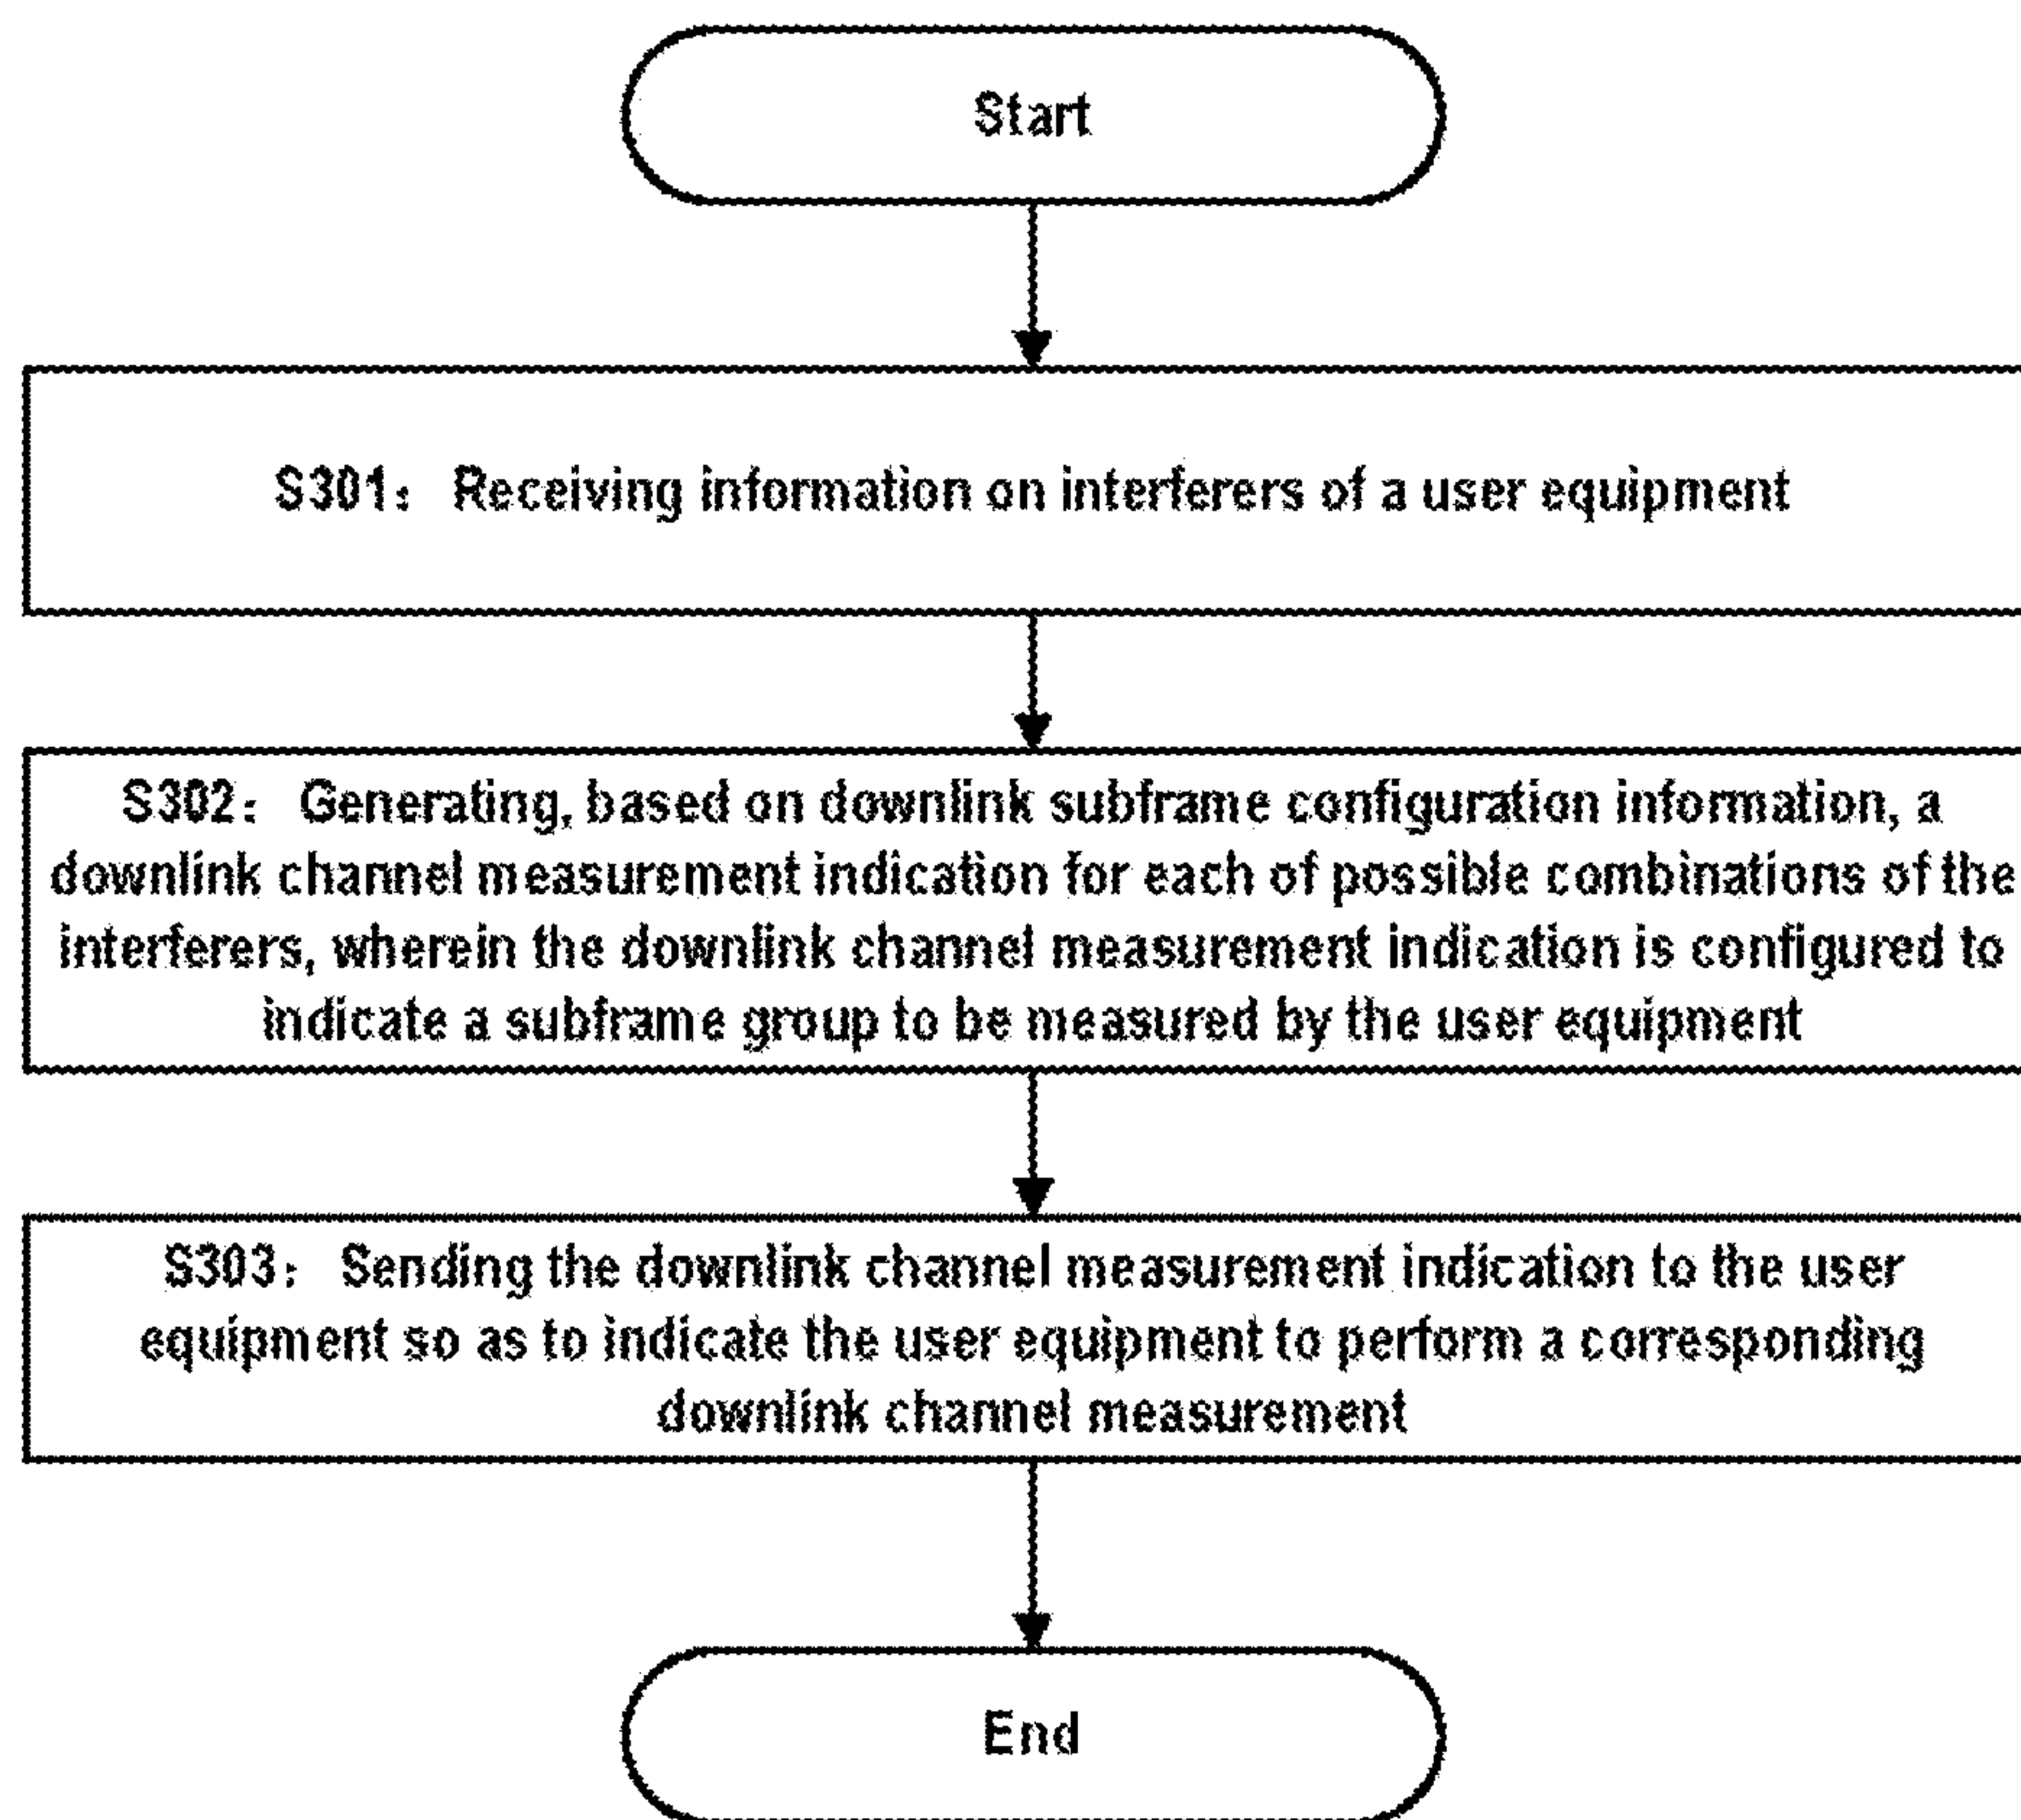 Start
S301: Receiving information on interferers of a user equipment
S302: Generating, based on downlink subframe configuration information, a
downlink channel measurement indication for each of possible combinations of the
interferers, wherein the downlink channel measurement indication is configured to
indicate a subframe group to be measured by the user equipment
S303: Sending the downlink channel measurement indication to the user
equipment so as to indicate the user equipment to perform a corresponding
downlink channel measurement
End